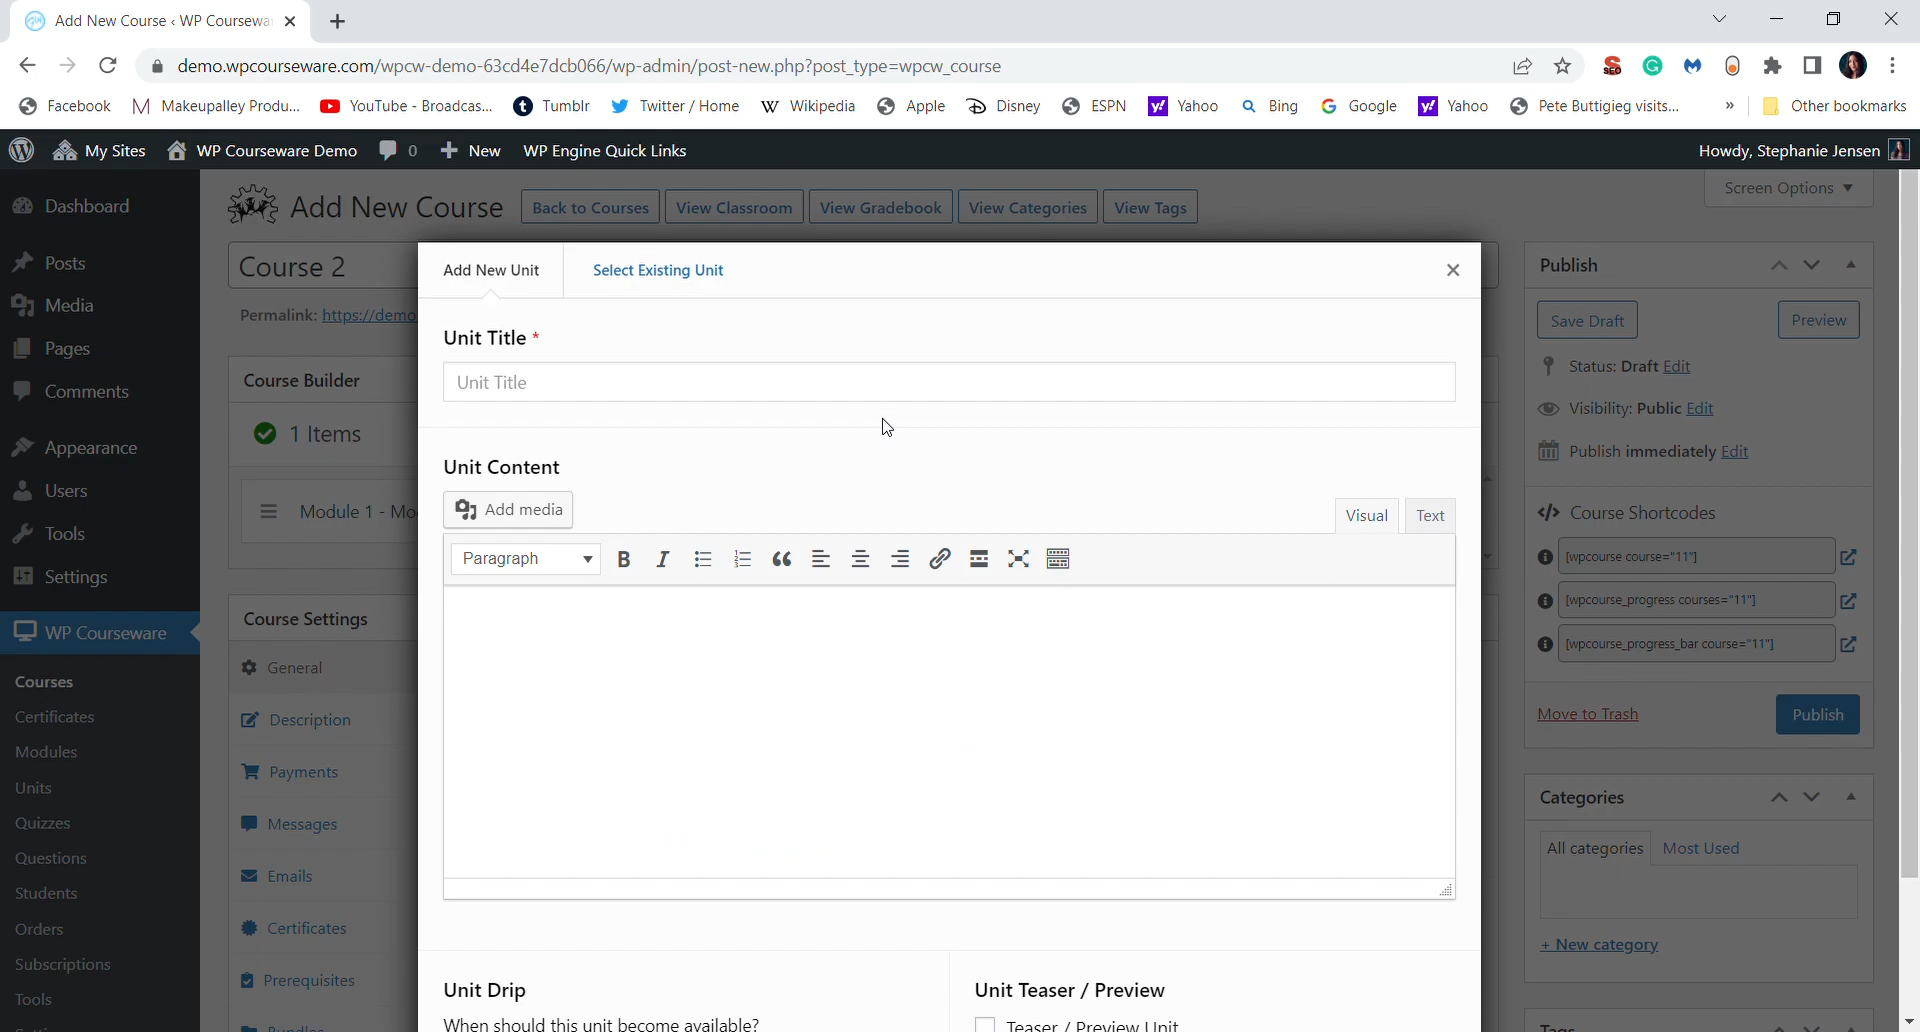 Add New Course ‹ WP Coursewa
demo.wpcourseware.com/wpcw-demo-63cd4e7dcb066/wp-admin/post-new.php?post_type=wpcw_course
Facebook Makeupalley Produ... YouTube - Broadcas... Tumblr Twitter / Home Wikipedia Apple Disney ESPN Yahoo Bing Google Yahoo Pete Buttigieg visits... » Other bookmarks
My Sites WP Courseware Demo 0 New WP Engine Quick Links Howdy, Stephanie Jensen
Screen Options
Add New Course Back to Courses View Classroom View Gradebook View Categories View Tags
Dashboard
Posts
Media
Pages
Comments
Appearance
Users
Tools
Settings
WP Courseware
Courses
Certificates
Modules
Units
Quizzes
Questions
Students
Orders
Subscriptions
Tools
Course 2
Permalink: https://demo
Course Builder
1 Items
Module 1 - Mo
Course Settings
General
Description
Payments
Messages
Emails
Certificates
Prerequisites
Add New Unit Select Existing Unit
Unit Title *
Unit Title
Unit Content
Add media
Visual Text
Paragraph
Unit Drip
When should this unit become available?
Unit Teaser / Preview
Teaser / Preview Unit
Publish
Save Draft Preview
Status: Draft Edit
Visibility: Public Edit
Publish immediately Edit
</> Course Shortcodes
[wpcourse course="11"]
[wpcourse_progress courses="11"]
[wpcourse_progress_bar course="11"]
Move to Trash Publish
Categories
All categories Most Used
+ New category